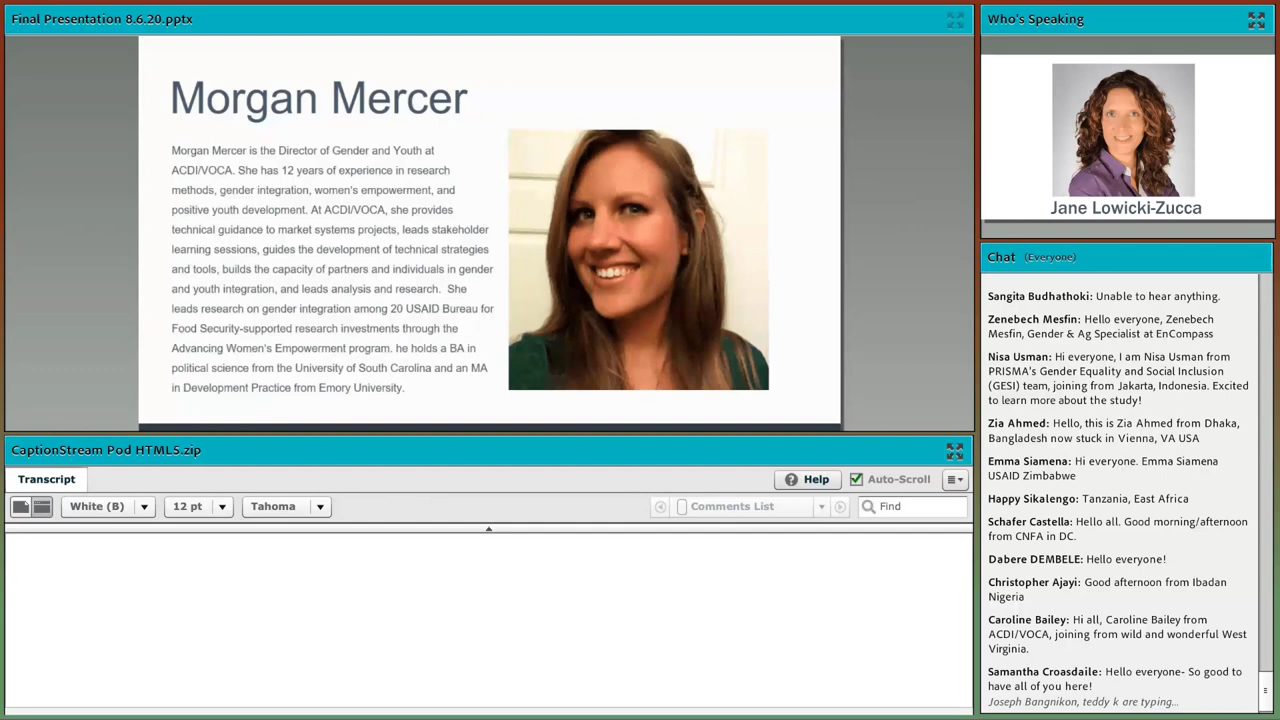 Final Presentation 8.6.20.pptx
Morgan Mercer
Morgan Mercer is the Director of Gender and Youth at
ACDI/VOCA. She has 12 years of experience in research
methods, gender integration, women's empowerment, and
positive youth development. At ACDI/VOCA, she provides
technical guidance to market systems projects, leads stakeholder
learning sessions, guides the development of technical strategies
and tools, builds the capacity of partners and individuals in gender
and youth integration, and leads analysis and research.  She
leads research on gender integration among 20 USAID Bureau for
Food Security-supported research investments through the
Advancing Women's Empowerment program. he holds a BA in
political science from the University of South Carolina and an MA
in Development Practice from Emory University.
CaptionStream Pod HTML5.zip
Transcript
Help
Auto-Scroll
White (B)
12 pt
Tahoma
Comments List
Find
Who's Speaking
Jane Lowicki-Zucca
Chat (Everyone)
Sangita Budhathoki: Unable to hear anything.
Zenebech Mesfin: Hello everyone, Zenebech
Mesfin, Gender & Ag Specialist at EnCompass
Nisa Usman: Hi everyone, I am Nisa Usman from
PRISMA's Gender Equality and Social Inclusion
(GESI) team, joining from Jakarta, Indonesia. Excited
to learn more about the study!
Zia Ahmed: Hello, this is Zia Ahmed from Dhaka,
Bangladesh now stuck in Vienna, VA USA
Emma Siamena: Hi everyone. Emma Siamena
USAID Zimbabwe
Happy Sikalengo: Tanzania, East Africa
Schafer Castella: Hello all. Good morning/afternoon
from CNFA in DC.
Dabere DEMBELE: Hello everyone!
Christopher Ajayi: Good afternoon from Ibadan
Nigeria
Caroline Bailey: Hi all, Caroline Bailey from
ACDI/VOCA, joining from wild and wonderful West
Virginia.
Samantha Croasdaile: Hello everyone- So good to
have all of you here!
Joseph Bangnikon, teddy k are typing...